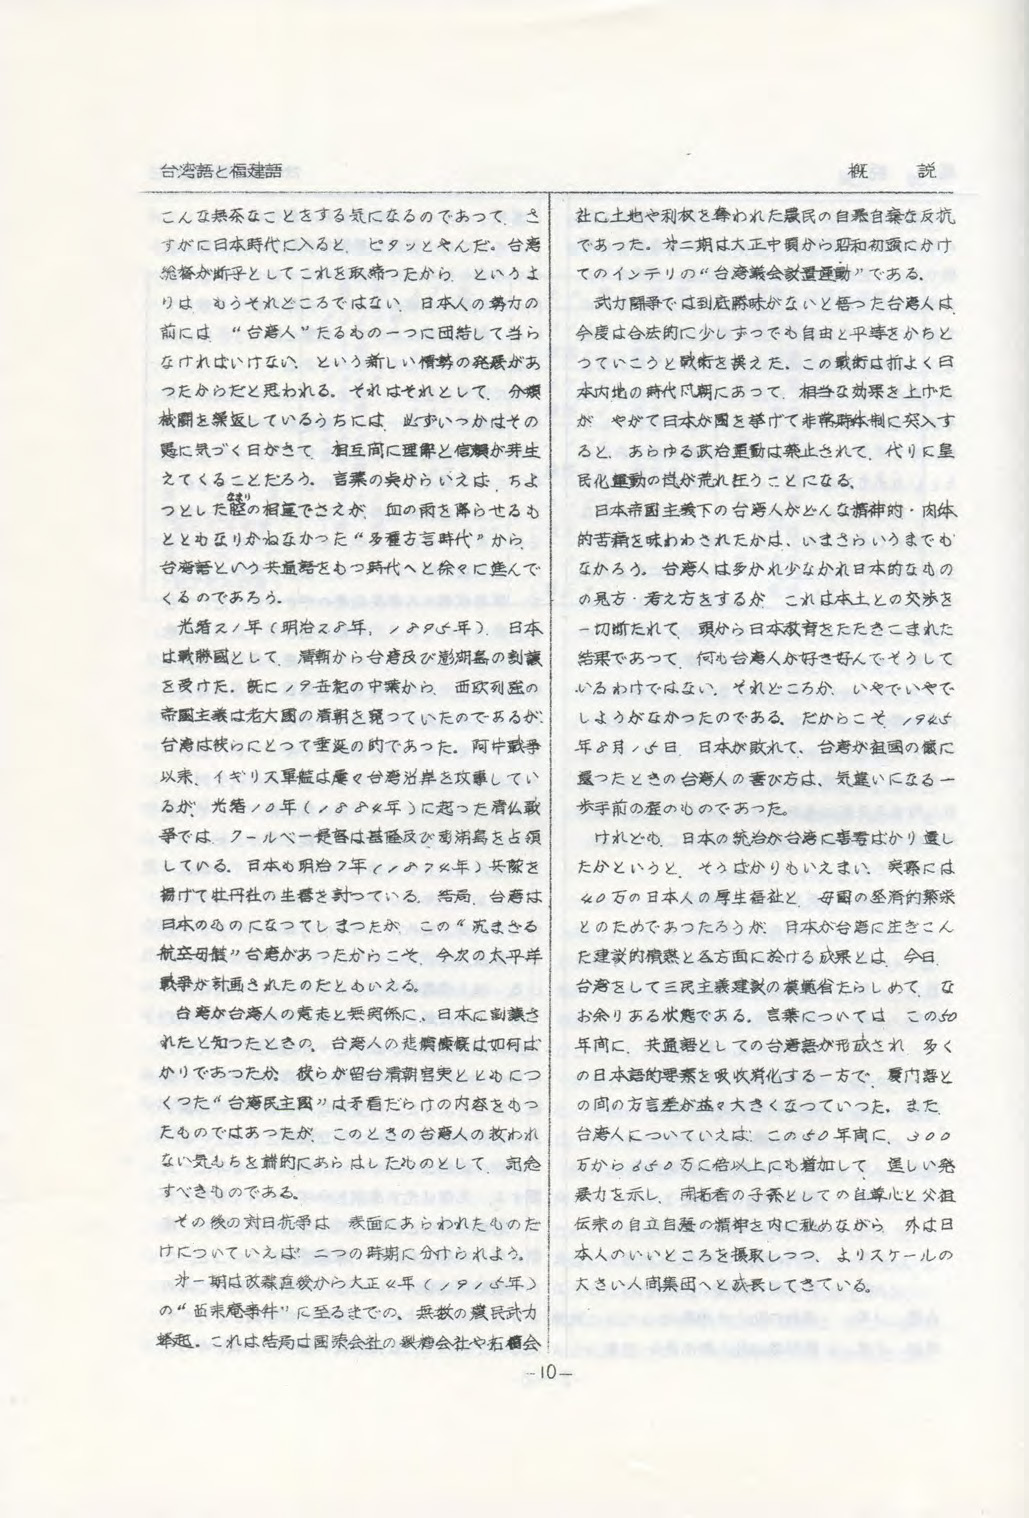 台湾語と福建語
概　　説
こんな無茶なことをする気になるのであって、さ
すがに日本時代に入ると、ピタッとやんだ。台湾
総督が断乎としてこれを取締つたから、というよ
りは、もうそれどころではない、日本人の勢力の
前には、“台湾人”たるもの一つに団結して当ら
なければいけない、という新しい情勢の発展があ
つたからだと思われる。それはそれとして、分類
械闘を繰返しているうちには、必ずいつかはその
愚に気づく日がきて、相互間に理解と信頼が芽生
えてくることだろう。言葉の点からいえは、ちよ
つとした腔の相違でさえが、血の雨を降らせるも
なまり
とともなりかねなかった“多種方言時代”から、
台湾語という共通語をもつ時代へと徐々に進んで
くるのであろう。
光緒21年（明治28年，1895年）、日本
は戦勝國として、清朝から台湾及び澎湖島の割譲
を受けた。既に19世紀の中葉から、西欧列強の
帝國主義は老大國の清朝を窺つていたのであるが、
台湾は彼らにとつて垂涎の的であった。阿片戦争
以来、イギリス軍艦は屡々台湾沿岸を攻撃してい
るが、光緒10年（1884年）に起った清仏戦
争では、クールベー提督は基隆及び澎湖島を占領
している。日本も明治7年（1874年）兵隊を
揚げて牡丹社の生番を討つている。結局、台湾は
日本のものになつてしまつたが、この“沈まざる
航空母艦”台湾があつたからこそ、今次の太平洋
戦争が計画されたのだともいえる。
台湾が台湾人の意志と無関係に、日本に割譲さ
れたと知つたときの、台湾人の悲憤慷慨は如何ば
かりであつたか。彼らが留台清朝官吏とともにつ
くつた“台湾民主國”は矛盾だらけの内容をもつ
たものではあつたが、このときの台湾人の救われ
ない気もちを端的にあらはしたものとして、記念
すべきものである。
その後の対日抗争は、表面にあらわれたものだ
けについていえば、二つの時期に分けられよう。
才一期は改隷直後から大正4年（1915年）
の“西来庵事件”に至るまでの、無数の農民武力
蜂起。これは結局は國策会社の製糖会社や拓殖会
社に土地や利权を奪われた農民の自暴自棄な反抗
であった。才二期は大正中頃から昭和初頭にかけ
てのインテリの“台湾議会設置運動”である。
武力闘争では到底勝味がないと悟った台湾人は、
今度は合法的に少しずつでも自由と平等をかちと
つていこうと戦術を換えた。この戦術は折よく日
本内地の時代风朝にあって、相当な効果を上げた
が、やがて日本が國を挙げて非常時体制に突入す
ると、あらゆる政治運動は禁止されて、代りに皇
民化運動の嵐が荒れ狂うことになる。
日本帝國主義下の台湾人がどんな精神的・肉体
的苦痛を味わわされたかは、いまさらいうまでも
なかろう。台湾人は多かれ少なかれ日本的なもの
の見方・考え方をするが、これは本土との交渉を
一切断たれて、頭から日本教育をたたきこまれた
結果であって、何も台湾人が好き好んでそうして
いるわけではない。それどころか、いやでいやで
しようがなかつたのである。だからこそ、1945
年8月15日、日本が敗れて、台湾が祖国の懐に
還つたときの台湾人の喜び方は、気違いになる一
歩手前の程のものであつた。
けれども、日本の統治が台湾に害毒ばかり遺し
たかというと、そうばかりもいえまい。実際には
40万の日本人の厚生福祉と、母国の経済的繁栄
とのためであつたろうが、日本が台湾に注ぎこん
だ建設的構想と各方面に於ける成果とは、今日、
台湾をして三民主義建設の模範省たらしめて、な
お余りある状態である。言葉については、この50
年間に、共通語としての台湾語が形成され、多く
の日本語的要素を吸收消化する一方で、厦门語と
の间の方言差が益々大きくなつていつた。また、
台湾人についていえば、この50年间に、300
万から650万に倍以上にも増加して、逞しい発
展力を示し、開拓者の子孫としての自尊心と父祖
伝来の自立自强の精神を内に秘めながら、外は日
本人のいいところを摂取しつつ、よりスケールの
大きい人间集団へと成長してきている。
－10－